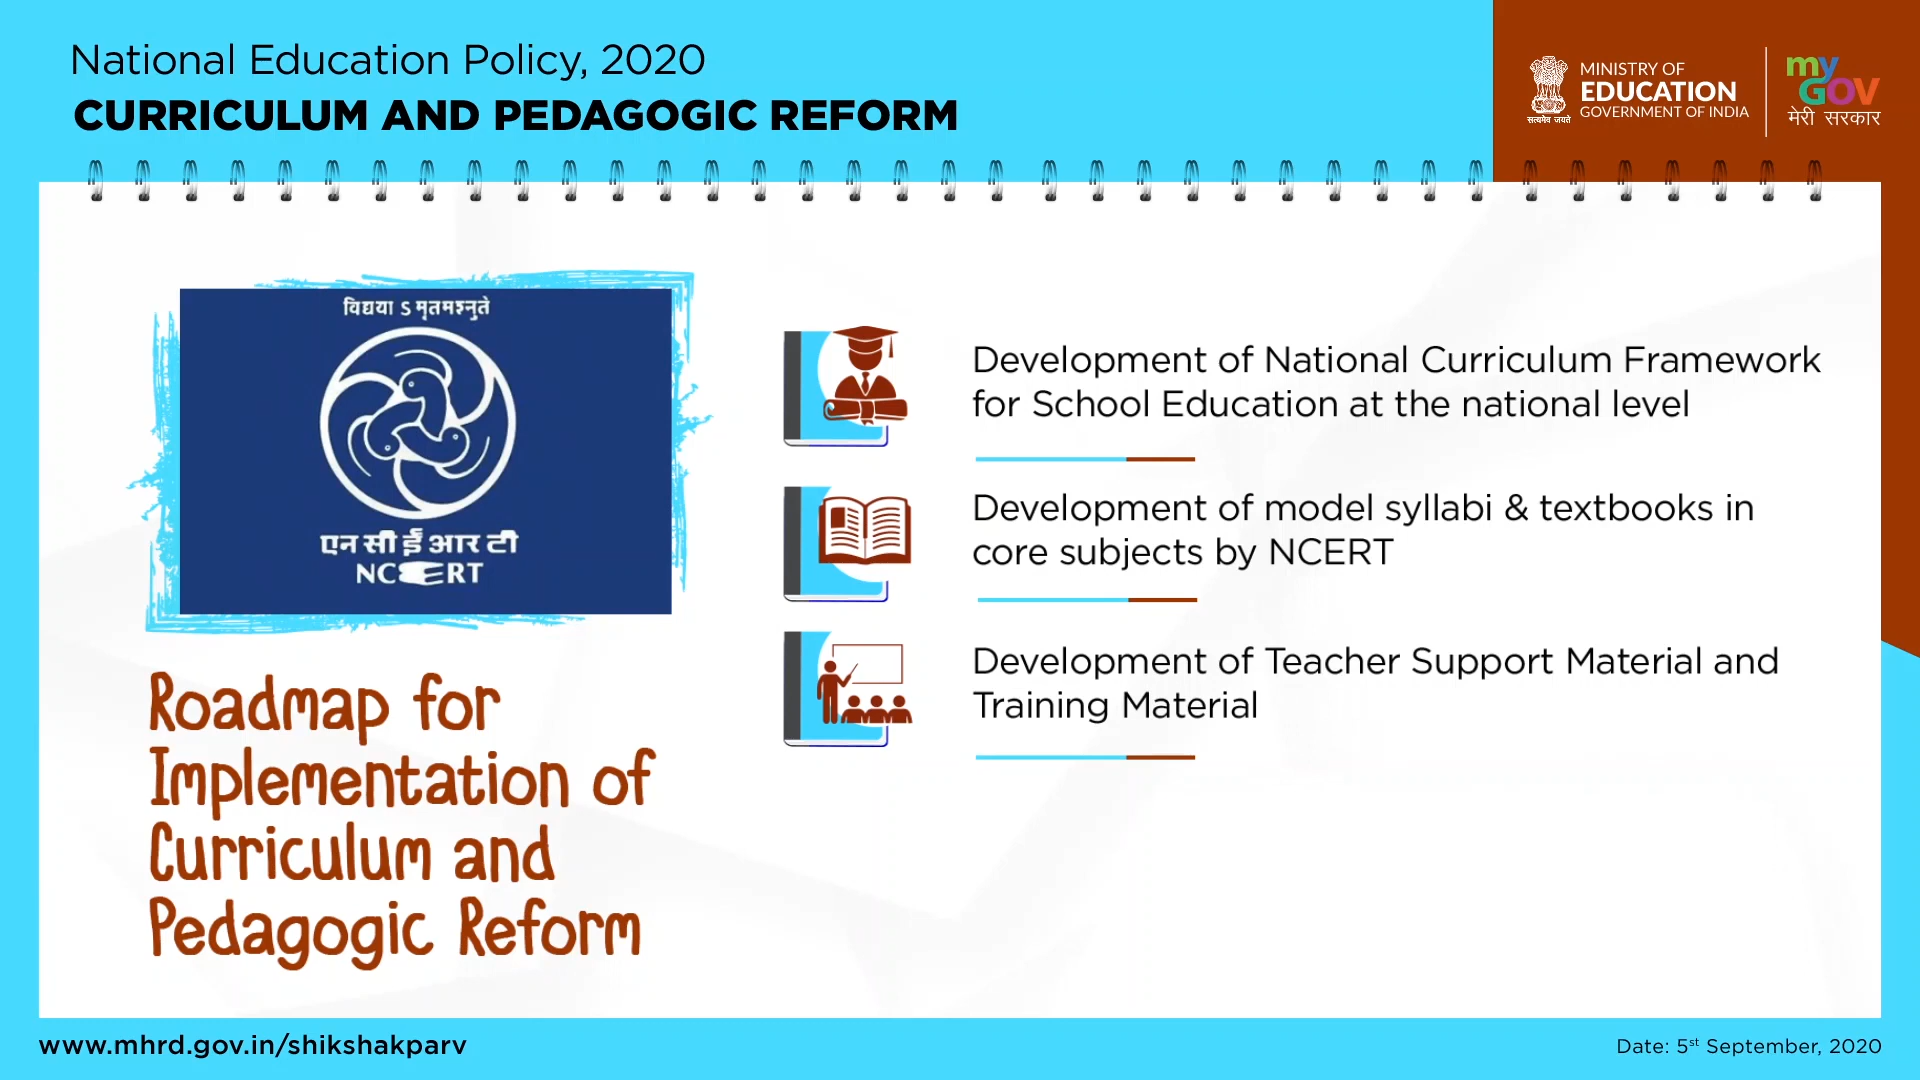 National Education Policy, 2020
CURRICULUM AND PEDAGOGIC REFORM
सत्यमेव जयते
MINISTRY OF
EDUCATION
GOVERNMENT OF INDIA
my
GOV
मेरी सरकार
विद्यया ऽ मृतमश्नुते
एन सी ई आर टी
NCERT
Roadmap for
Implementation of
Curriculum and
Pedagogic Reform
Development of National Curriculum Framework
for School Education at the national level
Development of model syllabi & textbooks in
core subjects by NCERT
Development of Teacher Support Material and
Training Material
www.mhrd.gov.in/shikshakparv
Date: 5st September, 2020